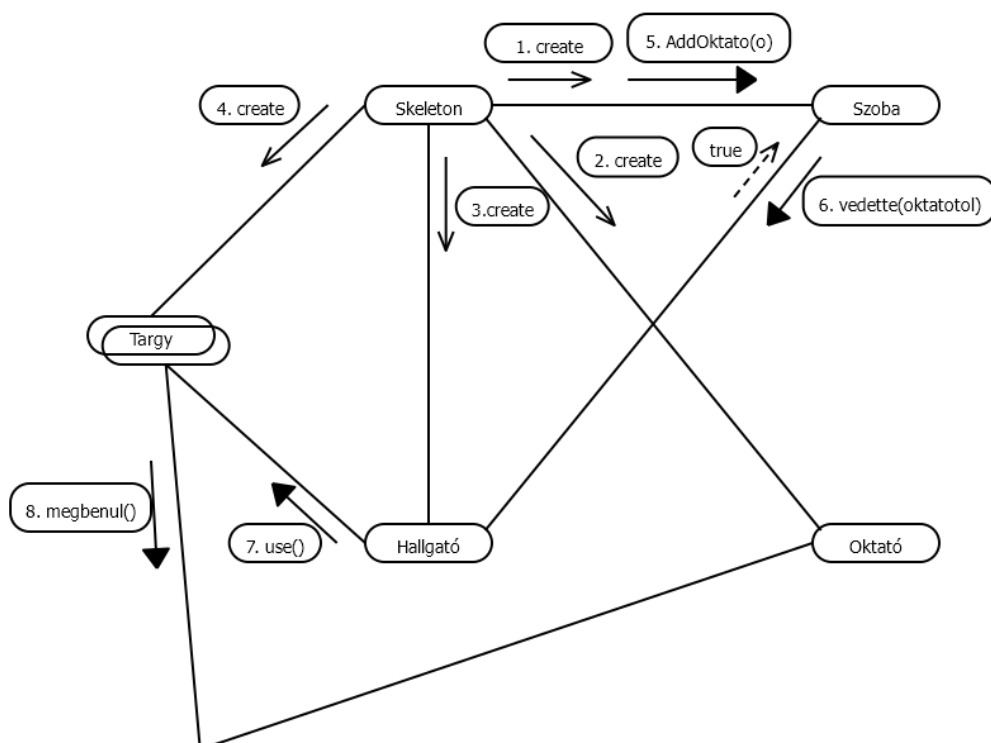 1. create
5. AddOktato(o)
4. create
Skeleton
Szoba
2. create
true
3.create
6. vedette(oktatotol)
Targy
8. megbenul()
7. use()
Hallgató
Oktató